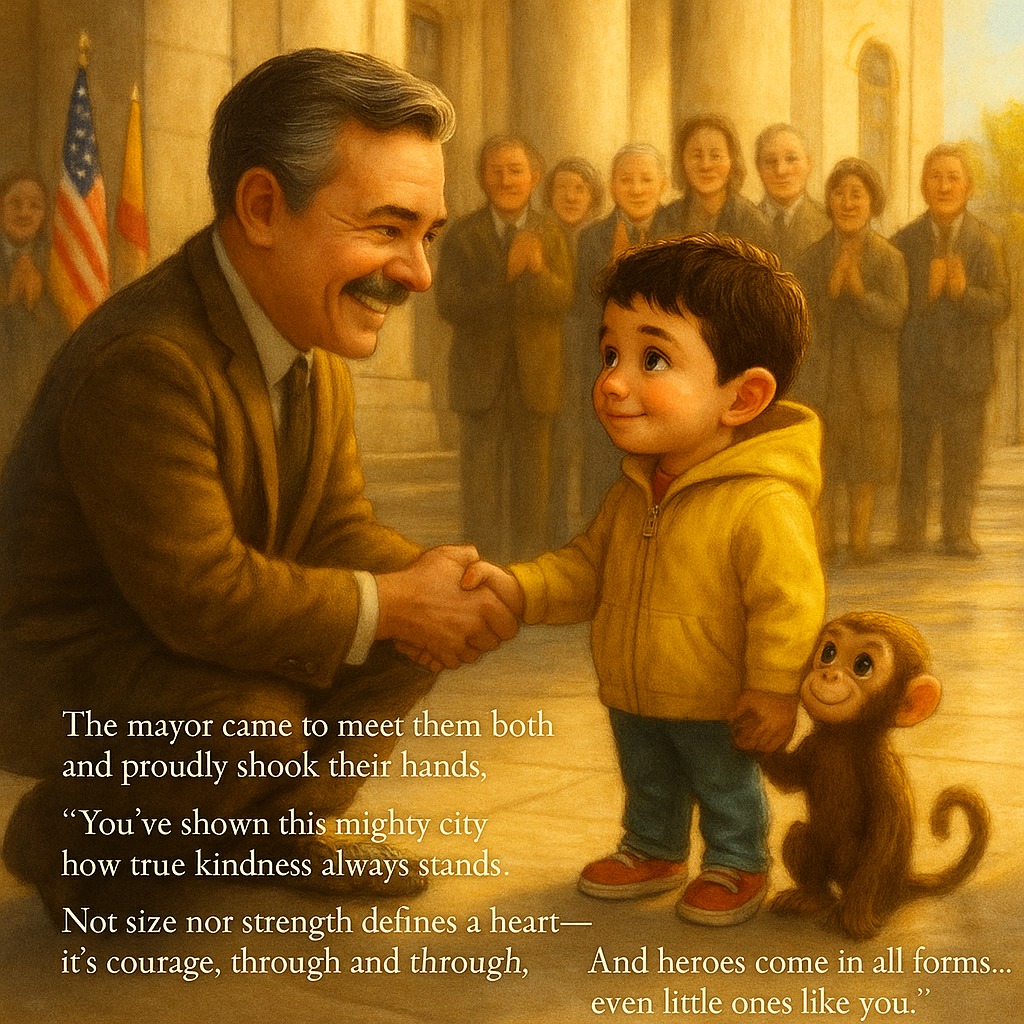 The mayor came to meet them both
and proudly shook their hands,
“You’ve shown this mighty city
how true kindness always stands.
Not size nor strength defines a heart—
it’s courage, through and through,
And heroes come in all forms...
even little ones like you.”